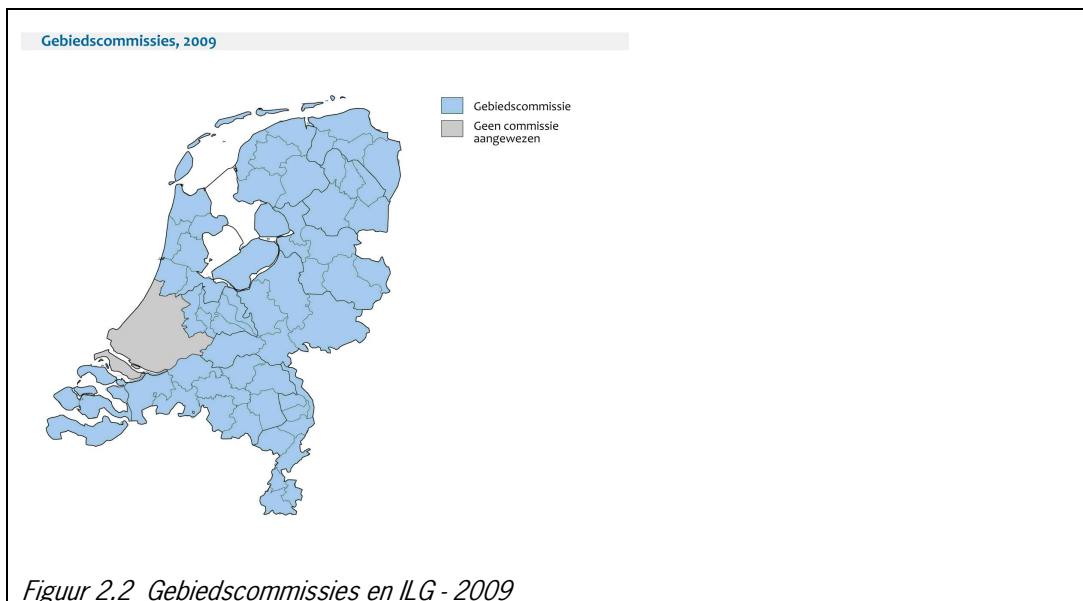 Gebiedscommissies, 2009
Gebiedscommissie
Geen commissie
aangewezen
Figuur 2.2 Gebiedscommissies en ILG - 2009